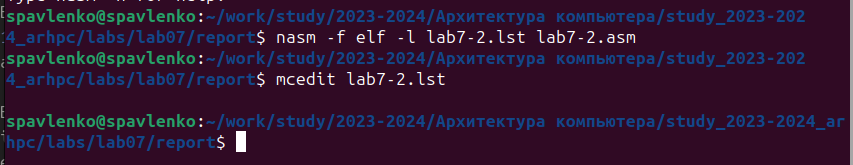 spavlenko@spavlenko:~/work/study/2023-2024/Архитектура компьютера/study_2023-202
4_arhpc/labs/lab07/report$ nasm -f elf -l lab7-2.lst lab7-2.asm
spavlenko@spavlenko:~/work/study/2023-2024/Архитектура компьютера/study_2023-202
4_arhpc/labs/lab07/report$ mcedit lab7-2.lst
spavlenko@spavlenko:~/work/study/2023-2024/Архитектура компьютера/study_2023-2024_ar
hpc/labs/lab07/report$